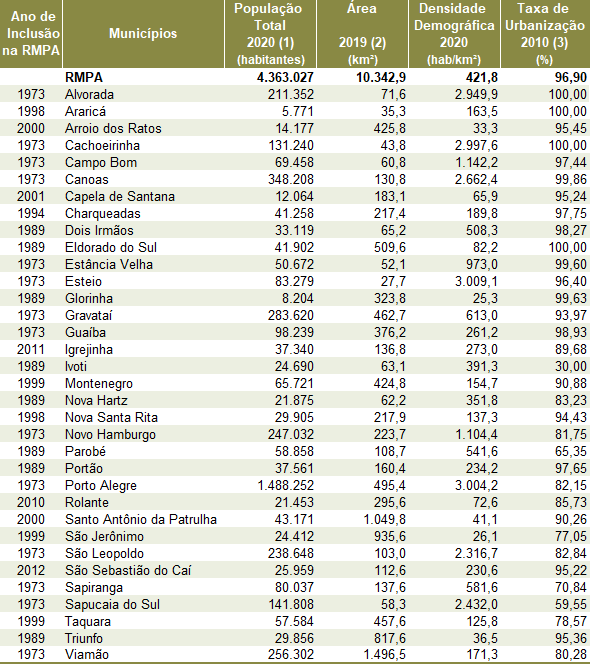 Ano de Inclusão na RMPA Municípios População Total 2020 (1) (habitantes) Área 2019 (2) (km²) Densidade Demográfica 2020 (hab/km²) Taxa de Urbanização 2010 (3) (%)
RMPA 4.363.027 10.342,9 421,8 96,90
1973 Alvorada 211.352 71,6 2.949,9 100,00
1998 Araricá 5.771 35,3 163,5 100,00
2000 Arroio dos Ratos 14.177 425,8 33,3 95,45
1973 Cachoeirinha 131.240 43,8 2.997,6 100,00
1973 Campo Bom 69.458 60,8 1.142,2 97,44
1973 Canoas 348.208 130,8 2.662,4 99,86
2001 Capela de Santana 12.064 183,1 65,9 95,24
1994 Charqueadas 41.258 217,4 189,8 97,75
1989 Dois Irmãos 33.119 65,2 508,3 98,27
1989 Eldorado do Sul 41.902 509,6 82,2 100,00
1973 Estância Velha 50.672 52,1 973,0 99,60
1973 Esteio 83.279 27,7 3.009,1 96,40
1989 Glorinha 8.204 323,8 25,3 99,63
1973 Gravataí 283.620 462,7 613,0 93,97
1973 Guaíba 98.239 376,2 261,2 98,93
2011 Igrejinha 37.340 136,8 273,0 89,68
1989 Ivoti 24.690 63,1 391,3 30,00
1999 Montenegro 65.721 424,8 154,7 90,88
1989 Nova Hartz 21.875 62,2 351,8 83,23
1998 Nova Santa Rita 29.905 217,9 137,3 94,43
1973 Novo Hamburgo 247.032 223,7 1.104,4 81,75
1989 Parobé 58.858 108,7 541,6 65,35
1989 Portão 37.561 160,4 234,2 97,65
1973 Porto Alegre 1.488.252 495,4 3.004,2 82,15
2010 Rolante 21.453 295,6 72,6 85,73
2000 Santo Antônio da Patrulha 43.171 1.049,8 41,1 90,26
1999 São Jerônimo 24.412 935,6 26,1 77,05
1973 São Leopoldo 238.648 103,0 2.316,7 82,84
2012 São Sebastião do Caí 25.959 112,6 230,6 95,22
1973 Sapiranga 80.037 137,6 581,6 70,84
1973 Sapucaia do Sul 141.808 58,3 2.432,0 59,55
1999 Taquara 57.584 457,6 125,8 78,57
1989 Triunfo 29.856 817,6 36,5 95,36
1973 Viamão 256.302 1.496,5 171,3 80,28